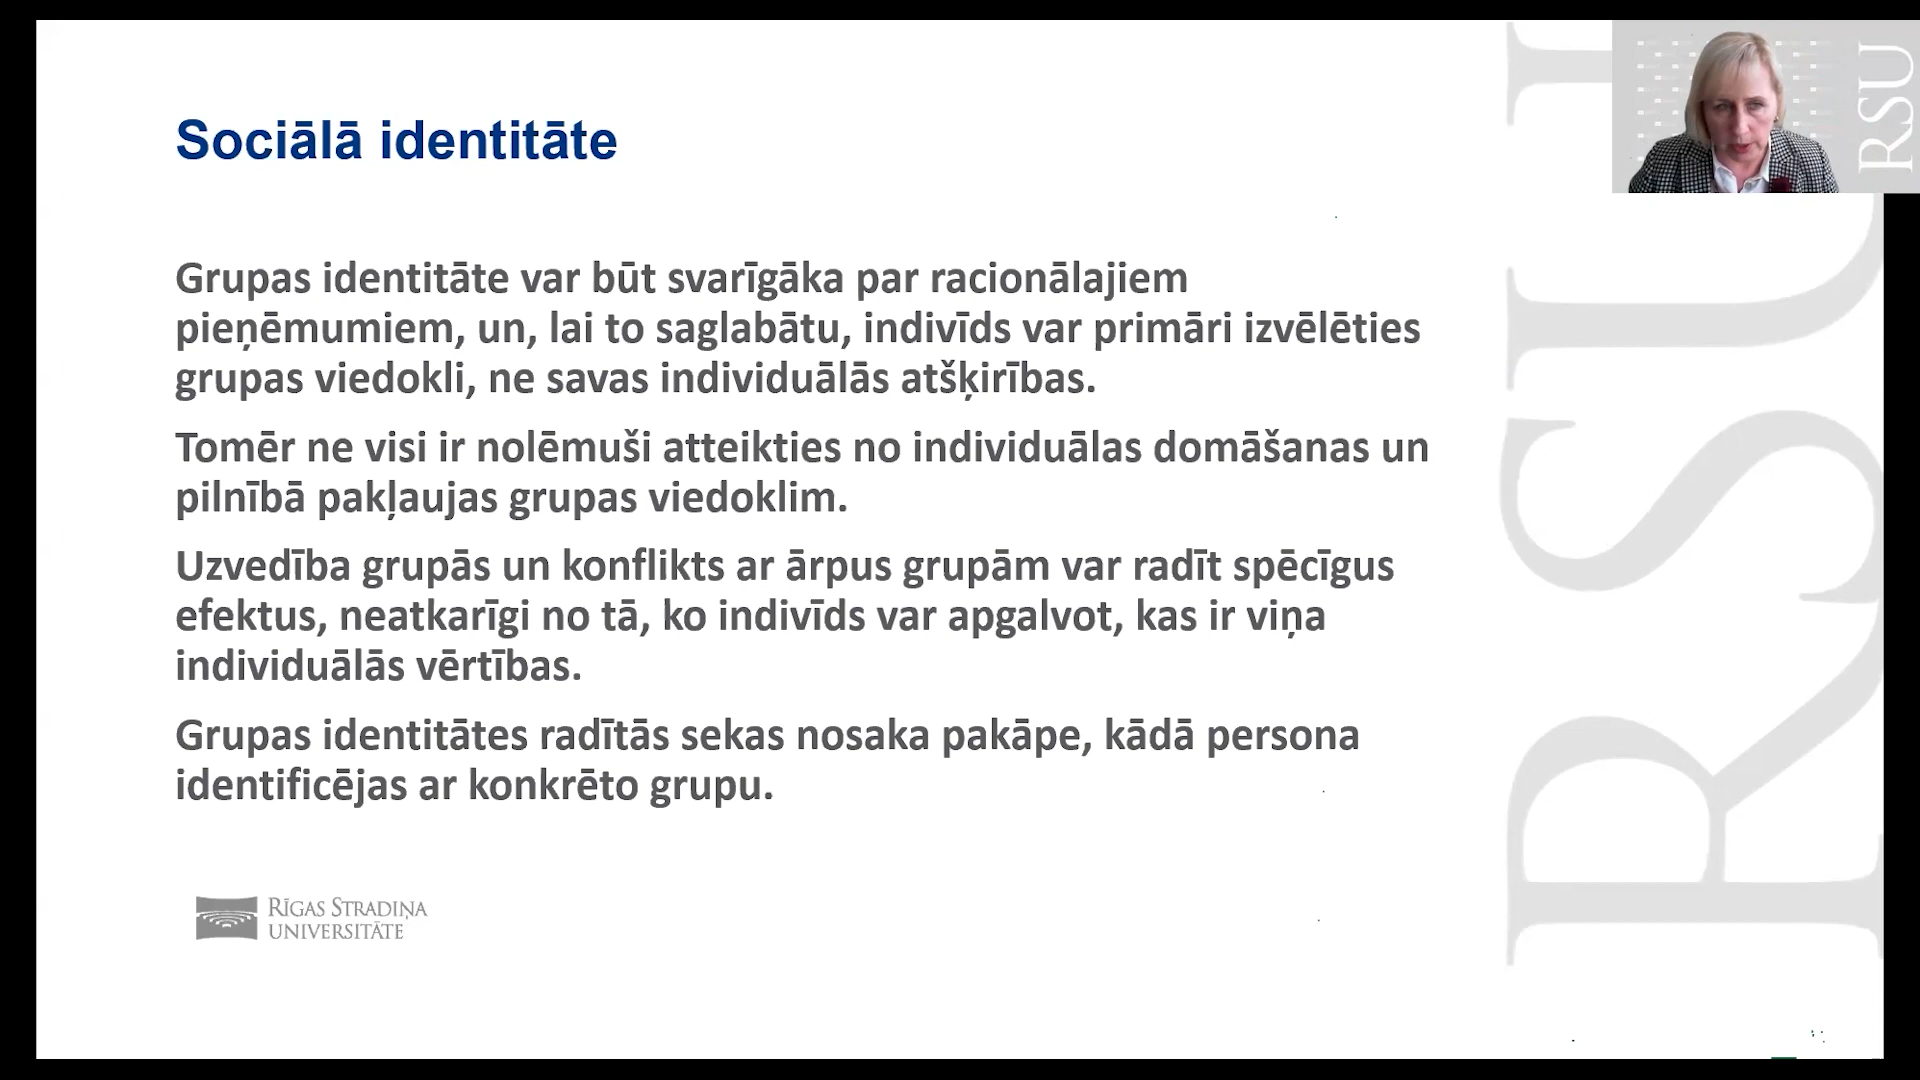 Sociālā identitāte
Grupas identitāte var būt svarīgāka par racionālajiem
pieņēmumiem, un, lai to saglabātu, indivīds var primāri izvēlēties
grupas viedokli, ne savas individuālās atšķirības.
Tomēr ne visi ir nolēmuši atteikties no individuālas domāšanas un
pilnībā pakļaujas grupas viedoklim.
Uzvedība grupās un konflikts ar ārpus grupām var radīt spēcīgus
efektus, neatkarīgi no tā, ko indivīds var apgalvot, kas ir viņa
individuālās vērtības.
Grupas identitātes radītās sekas nosaka pakāpe, kādā persona
identificējas ar konkrēto grupu.
RĪGAS STRADIŅA
UNIVERSITĀTE
RSU
RSU